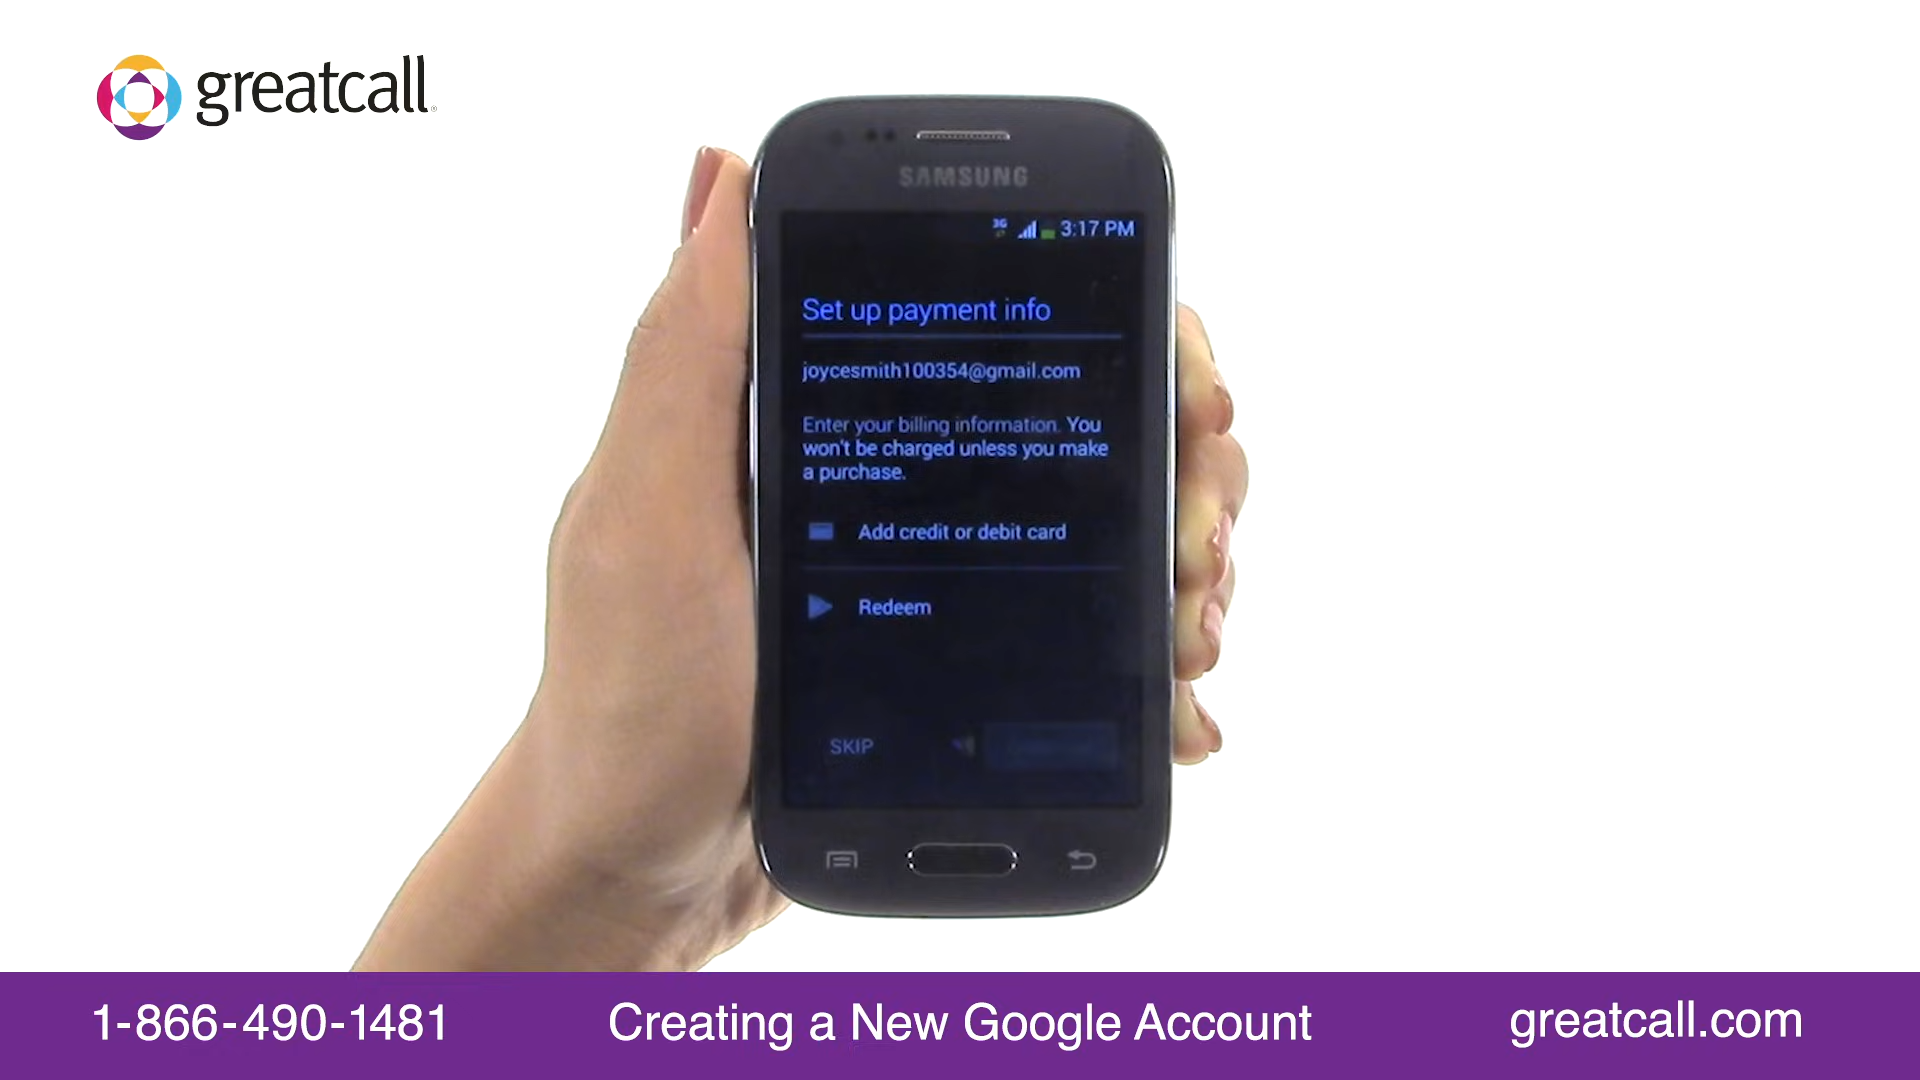 greatcall
SAMSUNG
3G 3:17 PM
Set up payment info
joycesmith100354@gmail.com
Enter your billing information. You
won't be charged unless you make
a purchase.
Add credit or debit card
Redeem
SKIP
1-866-490-1481 Creating a New Google Account greatcall.com